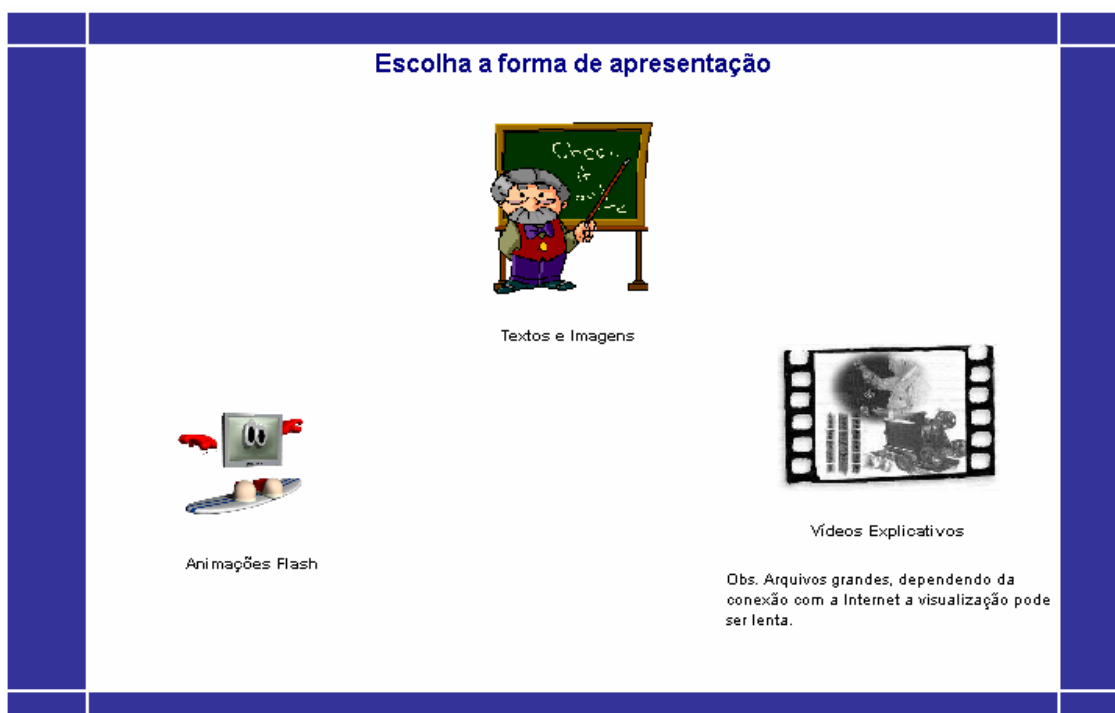 Escolha a forma de apresentação
Textos e Imagens
Vídeos Explicativos
Animações Flash
Obs. Arquivos grandes, dependendo da
conexão com a Internet a visualização pode
ser lenta.